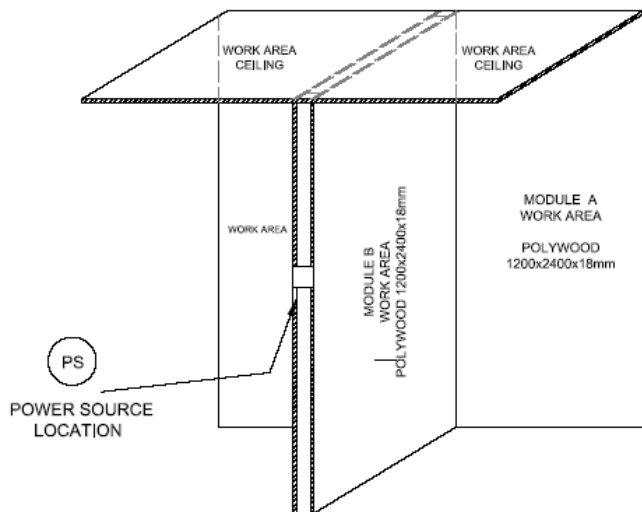 WORK AREA
CEILING
WORK AREA
CEILING
WORK AREA
MODULE B
WORK AREA
POLYWOOD 1200x2400x18mm
MODULE A
WORK AREA
POLYWOOD
1200x2400x18mm
PS
POWER SOURCE
LOCATION